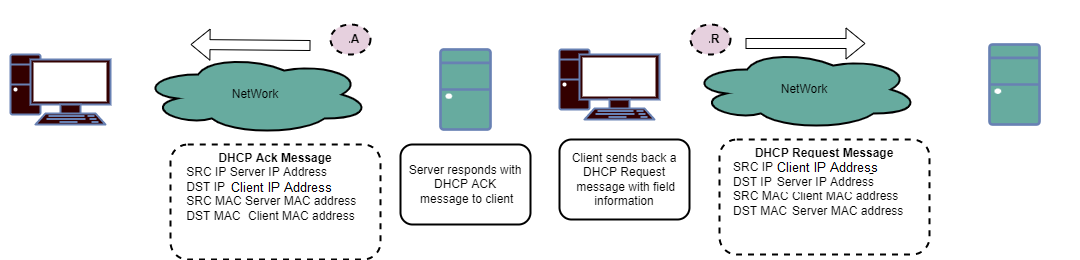 .A
NetWork
DHCP Ack Message
SRC IP Server IP Address
DST IP Client IP Address
SRC MAC Server MAC address
DST MAC Client MAC address
Server responds with
DHCP ACK
message to client
.R
NetWork
Client sends back a
DHCP Request
message with field
information
DHCP Request Message
SRC IP Client IP Address
DST IP Server IP Address
SRC MAC Client MAC address
DST MAC Server MAC address